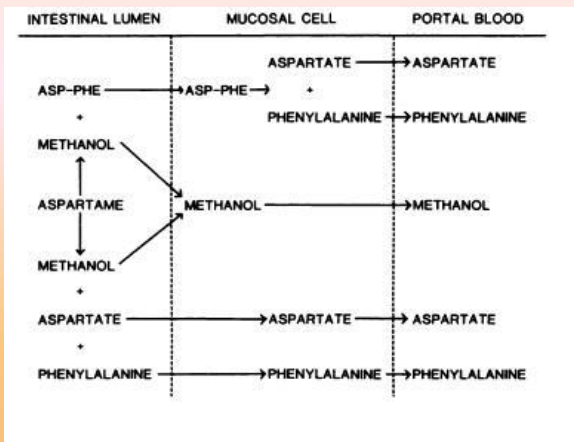 INTESTINAL LUMEN MUCOSAL CELL PORTAL BLOOD
ASPARTATE ASPARTATE
ASP-PHE ASP-PHE +
+ PHENYLALANINE PHENYLALANINE
METHANOL
ASPARTAME METHANOL METHANOL
METHANOL
+
ASPARTATE ASPARTATE ASPARTATE
+
PHENYLALANINE PHENYLALANINE PHENYLALANINE